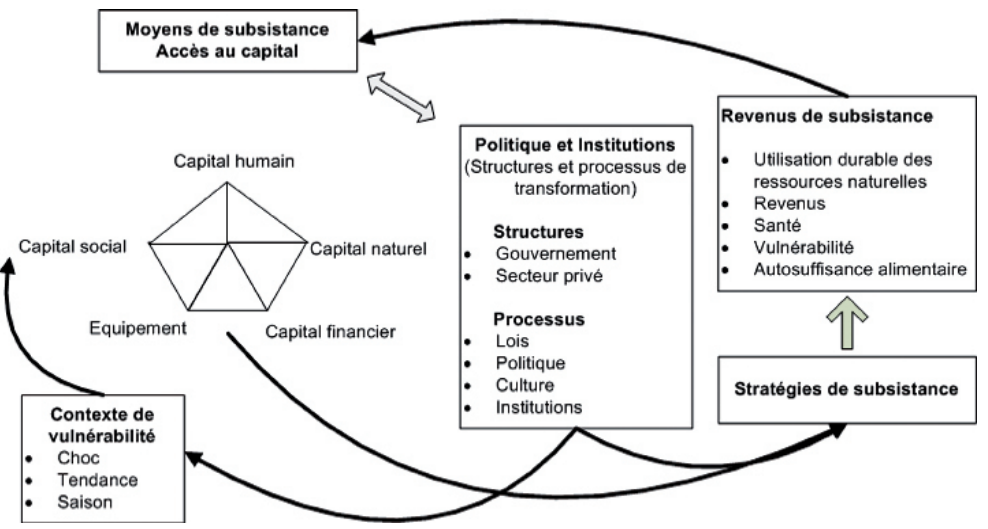 Moyens de subsistance
Accès au capital
Capital humain
Capital social
Capital naturel
Equipement
Capital financier
Contexte de
vulnérabilité
• Choc
• Tendance
• Saison
Politique et Institutions
(Structures et processus de
transformation)
Structures
• Gouvernement
• Secteur privé
Processus
• Lois
• Politique
• Culture
• Institutions
Revenus de subsistance
• Utilisation durable des
ressources naturelles
• Revenus
• Santé
• Vulnérabilité
• Autosuffisance alimentaire
Stratégies de subsistance